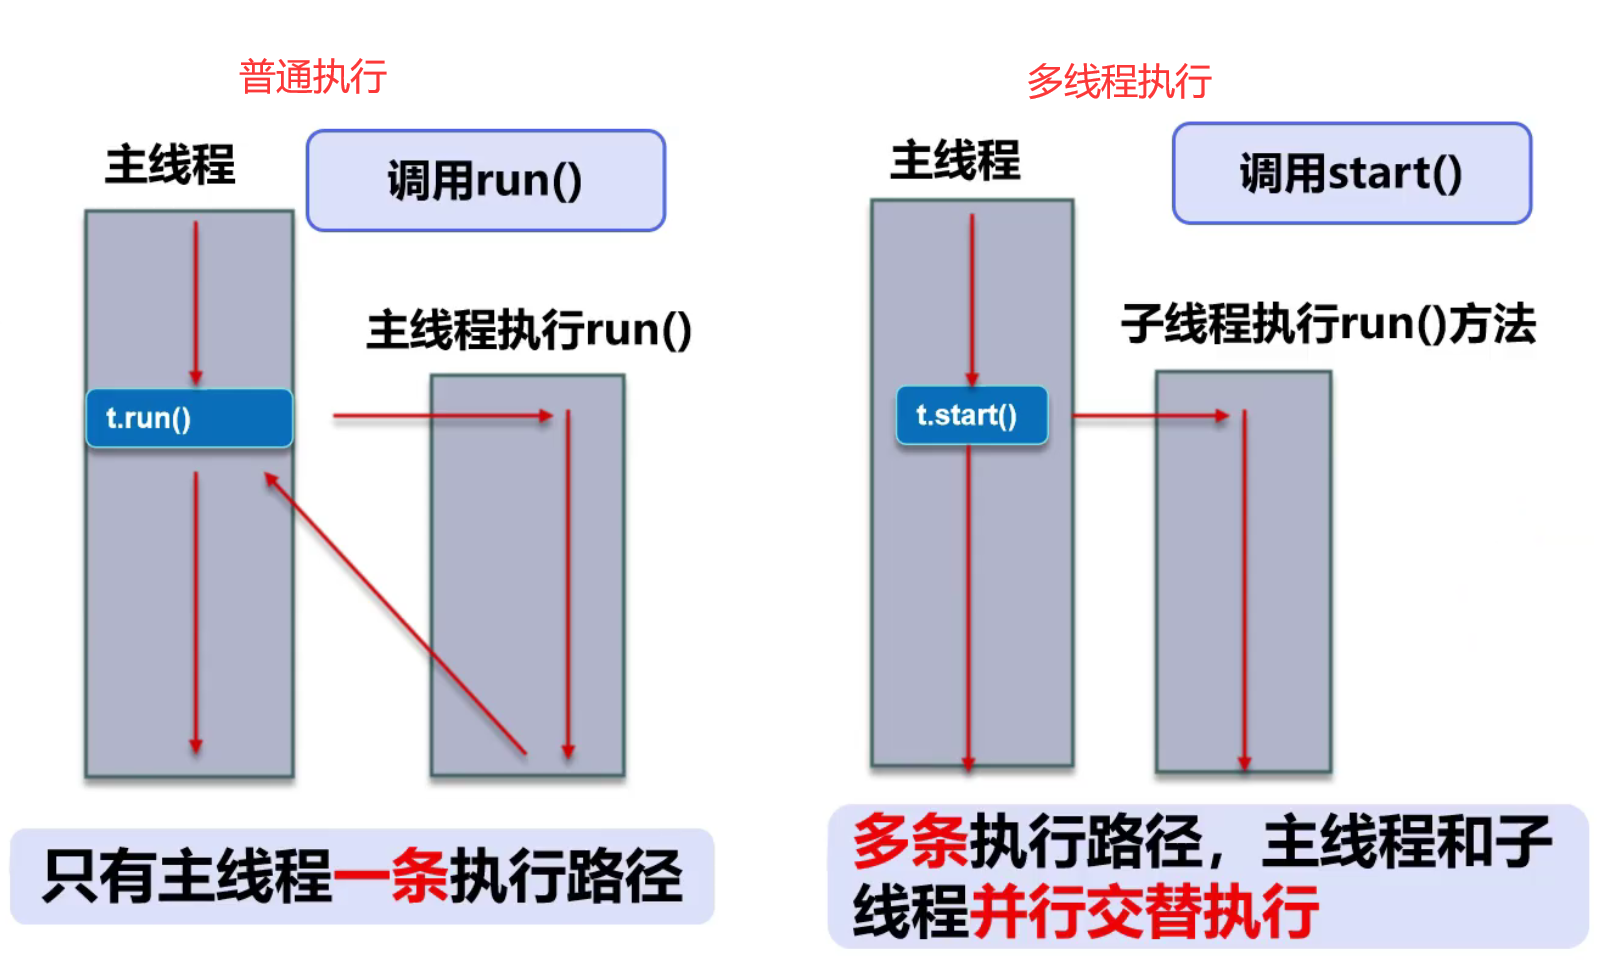 普通执行
主线程
调用run()
主线程执行run()
t.run()
只有主线程一条执行路径
多线程执行
主线程
调用start()
子线程执行run()方法
t.start()
多条执行路径，主线程和子
线程并行交替执行